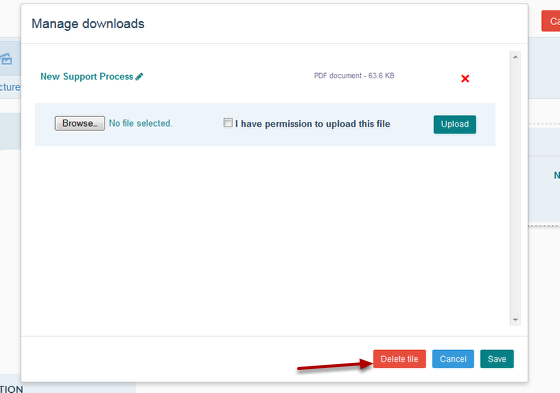 Manage downloads
Ca
New Support Process
PDF document - 63.6 KB
cture
Browse...
No file selected.
I have permission to upload this file
Upload
N
Delete file
Cancel
Save
TION